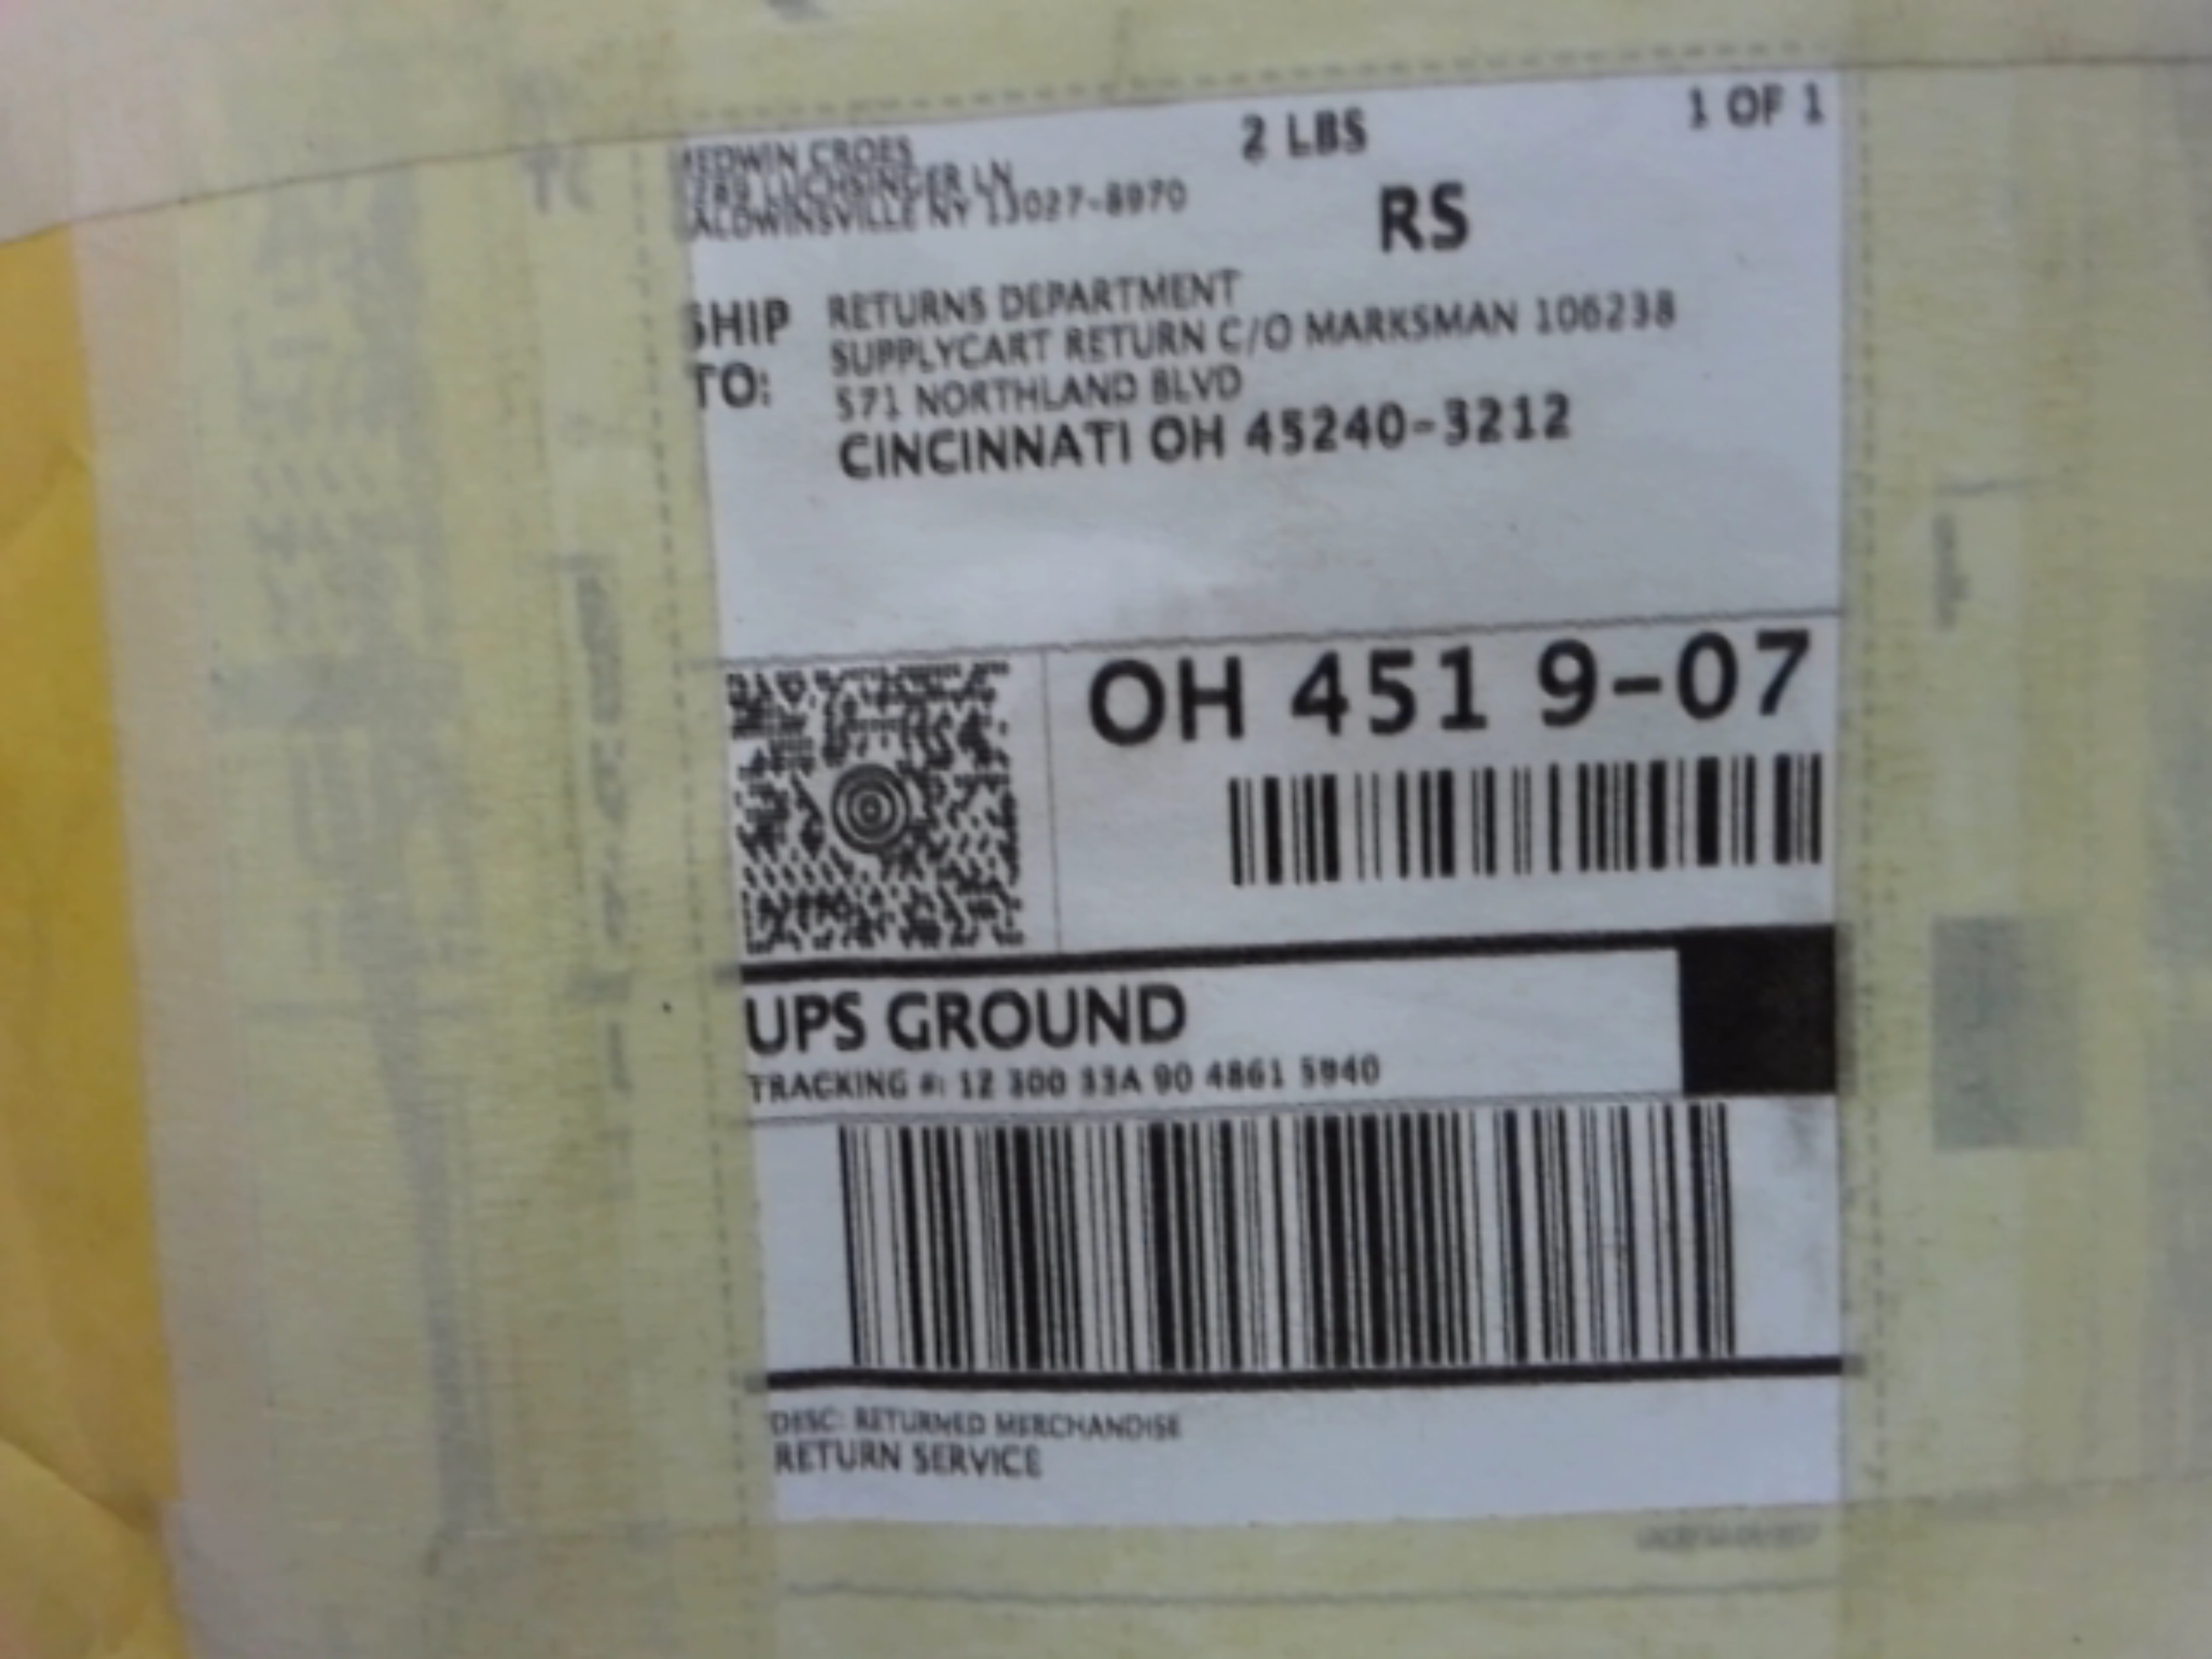 EDWIN CROES
LUCHSINGER LN
ALDWINSVILLE NY 13027-8970
2 LBS
1 OF 1
RS
SHIP TO:
RETURNS DEPARTMENT
SUPPLYCART RETURN C/O MARKSMAN 106238
571 NORTHLAND BLVD
CINCINNATI OH 45240-3212
OH 451 9-07
UPS GROUND
TRACKING #: 12 300 33A 90 4861 5940
DESC: RETURNED MERCHANDISE
RETURN SERVICE